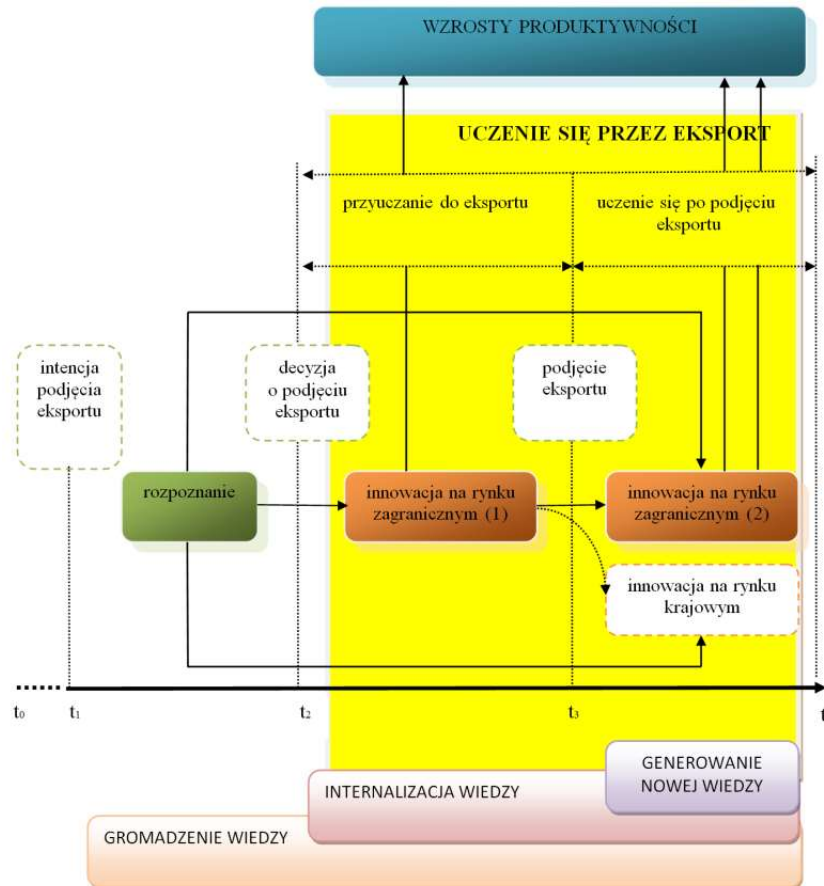 WZROSTY PRODUKTYWNOŚCI
UCZENIE SIĘ PRZEZ EKSPORT
przyuczanie do eksportu
uczenie się po podjęciu
eksportu
intencja
podjęcia
eksportu
decyzja
o podjęciu
eksportu
podjęcie
eksportu
rozpoznanie
innowacja na rynku
zagranicznym (1)
innowacja na rynku
zagranicznym (2)
innowacja na rynku
krajowym
t₀ t₁ t₂ t₃ t
GENEROWANIE
NOWEJ WIEDZY
INTERNALIZACJA WIEDZY
GROMADZENIE WIEDZY